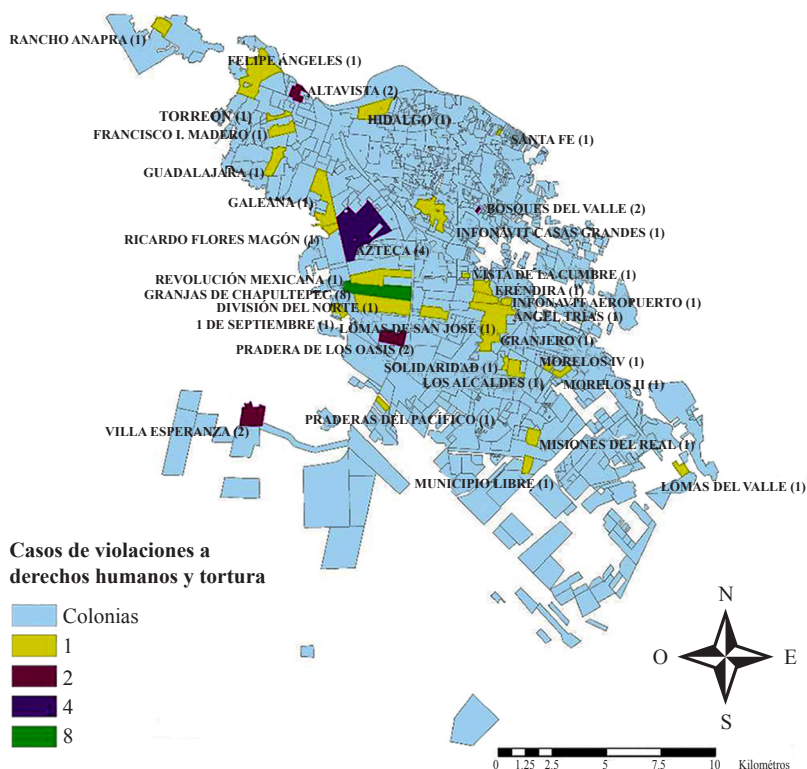 RANCHO ANAPRA (1)
FELIPE ÁNGELES (1)
ALTAVISTA (2)
TORREÓN (1)
HIDALGO (1)
FRANCISCO I. MADERO (1)
SANTA FE (1)
GUADALAJARA (1)
GALEANA (1)
BOSQUES DEL VALLE (2)
RICARDO FLORES MAGÓN (1)
INFONAVIT CASAS GRANDES (1)
AZTECA (4)
REVOLUCIÓN MEXICANA (1)
VISTA DE LA CUMBRE (1)
GRANJAS DE CHAPULTEPEC (8)
ERÉNDIRA (1)
DIVISIÓN DEL NORTE (1)
INFONAVIT AEROPUERTO (1)
1 DE SEPTIEMBRE (1)
LOMAS DE SAN JOSÉ (1)
ÁNGEL TRÍAS (1)
PRADERA DE LOS OASIS (2)
GRANJERO (1)
SOLIDARIDAD (1)
MORELOS IV (1)
LOS ALCALDES (1)
MORELOS II (1)
VILLA ESPERANZA (2)
PRADERAS DEL PACÍFICO (1)
MISIONES DEL REAL (1)
MUNICIPIO LIBRE (1)
LOMAS DEL VALLE (1)
Casos de violaciones a
derechos humanos y tortura
Colonias
1
2
4
8
N
O E
S
0 1.25 2.5 5 7.5 10 Kilométros